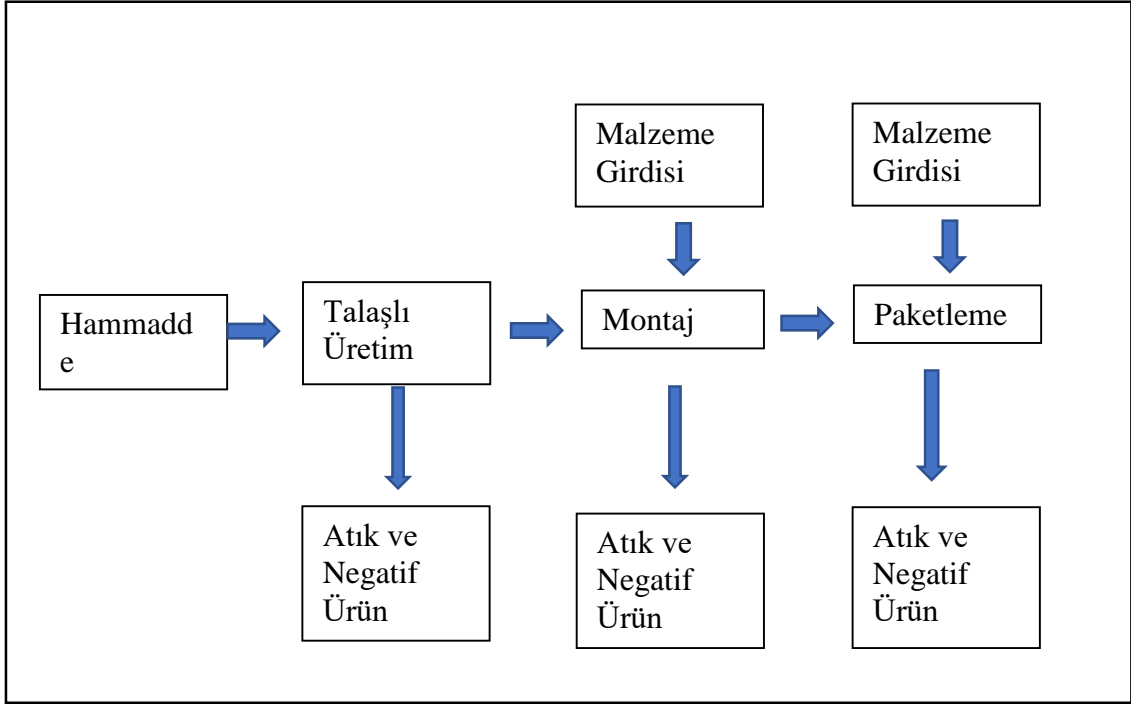 Malzeme
Girdisi
Malzeme
Girdisi
Hammadd
e
Talaşlı
Üretim
Montaj
Paketleme
Atık ve
Negatif
Ürün
Atık ve
Negatif
Ürün
Atık ve
Negatif
Ürün